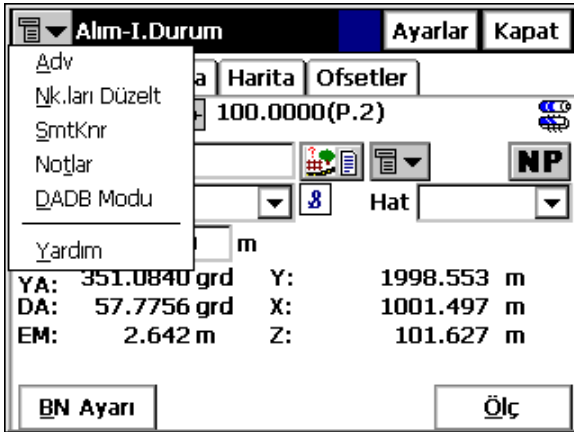 Alım-I.Durum Ayarlar Kapat
Adv
Nk.ları Düzelt
SmtKnr
Notlar
DADB Modu
Yardım
a Harita Ofsetler
100.0000(P.2)
NP
8 Hat
m
YA: 351.0840 grd Y: 1998.553 m
DA: 57.7756 grd X: 1001.497 m
EM: 2.642 m Z: 101.627 m
BN Ayarı Ölç